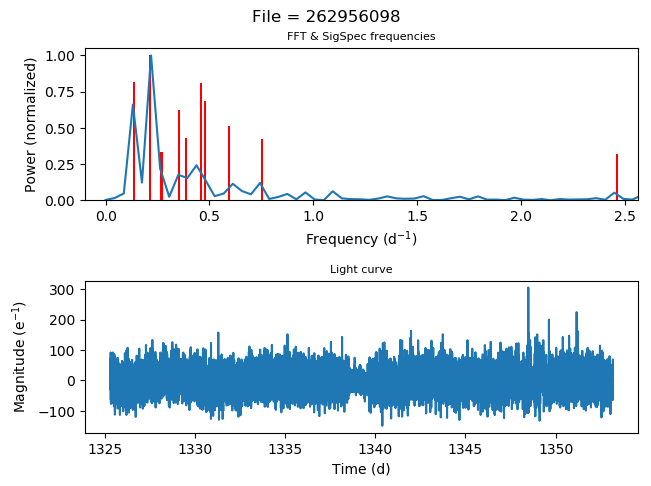 File = 262956098
FFT & SigSpec frequencies
1.00
0.75
0.50
0.25
0.00
Power (normalized)
0.0 0.5 1.0 1.5 2.0 2.5
Frequency (d⁻¹)
Light curve
300
200
100
0
−100
Magnitude (e⁻¹)
1325 1330 1335 1340 1345 1350
Time (d)